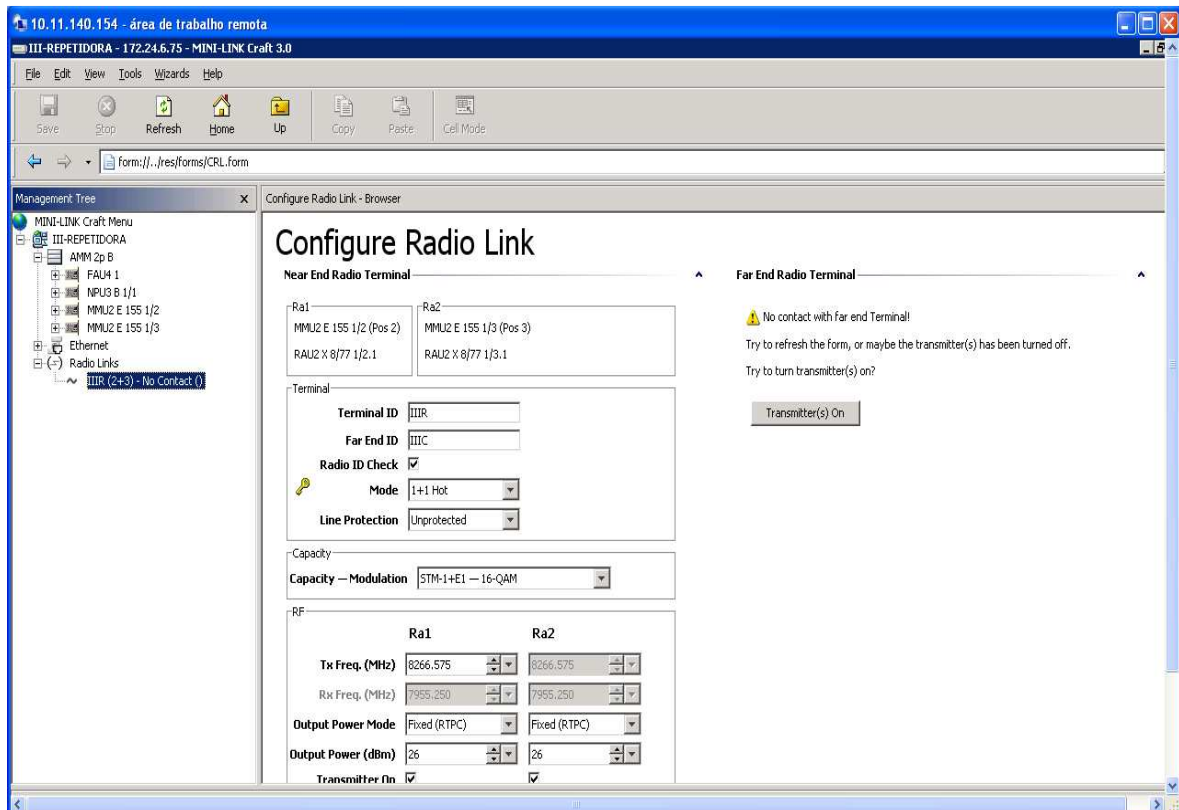 10.11.140.154 - área de trabalho remota
III-REPETIDORA - 172.24.6.75 - MINI-LINK Craft 3.0
File Edit View Tools Wizards Help
Save Stop Refresh Home Up Copy Paste Cell Mode
form://../res/forms/CRL.form
Management Tree x
MINI-LINK Craft Menu
III-REPETIDORA
AMM 2p B
FAU4 1
NPU3 B 1/1
MMU2 E 155 1/2
MMU2 E 155 1/3
Ethernet
Radio Links
IIIR (2+3) - No Contact ()
Configure Radio Link - Browser
Configure Radio Link
Near End Radio Terminal
Ra1
MMU2 E 155 1/2 (Pos 2)
RAU2 X 8/77 1/2.1
Ra2
MMU2 E 155 1/3 (Pos 3)
RAU2 X 8/77 1/3.1
Terminal
Terminal ID IIIR
Far End ID IIIC
Radio ID Check
Mode 1+1 Hot
Line Protection Unprotected
Capacity
Capacity — Modulation STM-1+E1 — 16-QAM
RF
Ra1 Ra2
Tx Freq. (MHz) 8266.575 8266.575
Rx Freq. (MHz) 7955.250 7955.250
Output Power Mode Fixed (RTPC) Fixed (RTPC)
Output Power (dBm) 26 26
Transmitter On
Far End Radio Terminal
No contact with far end Terminal!
Try to refresh the form, or maybe the transmitter(s) has been turned off.
Try to turn transmitter(s) on?
Transmitter(s) On